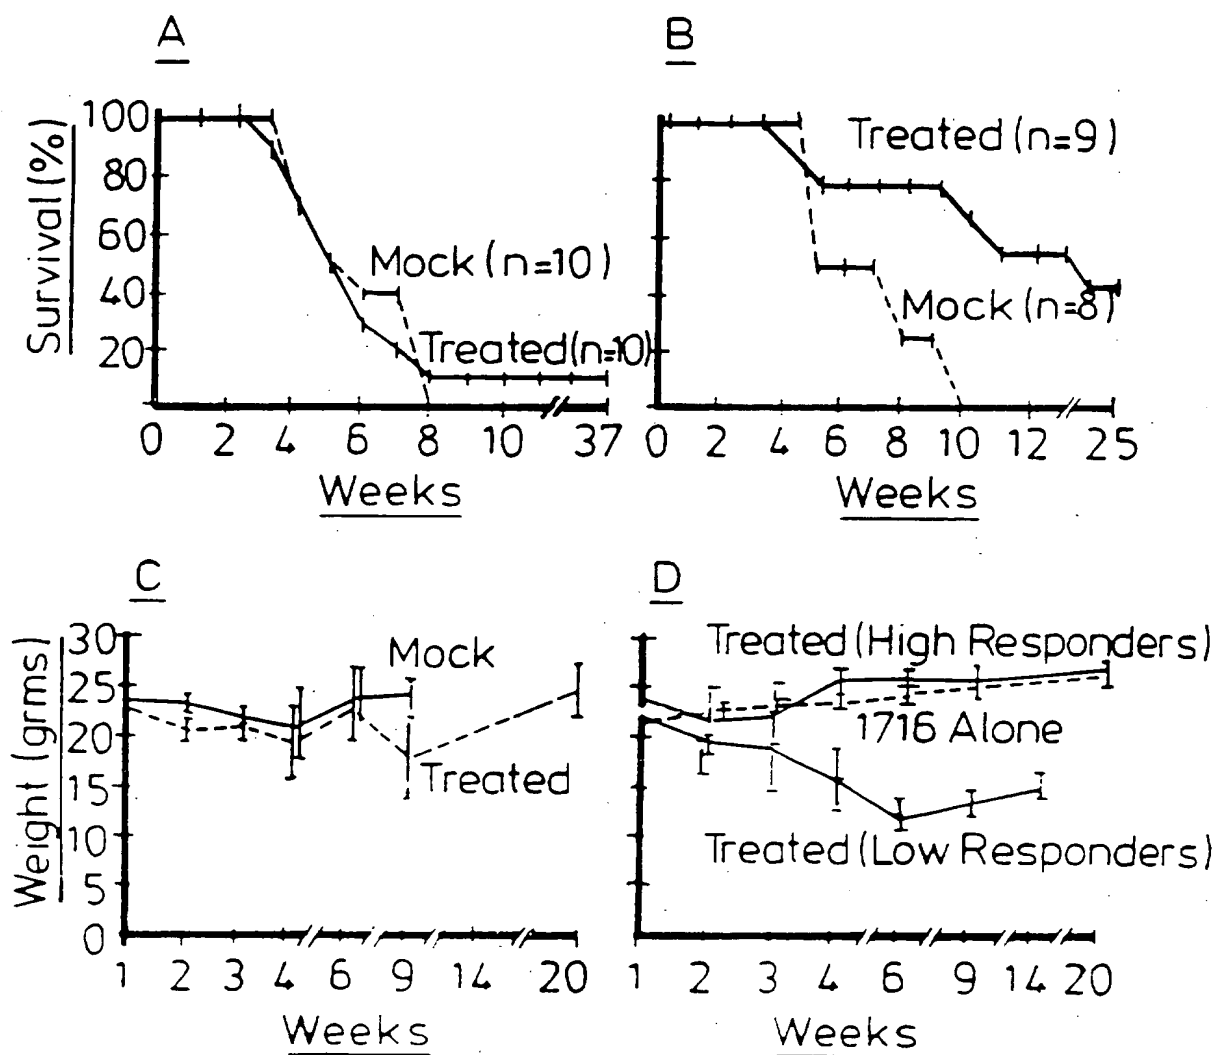 A
B
Survival (%)
100
80
60
40
20
Mock (n=10)
Treated (n=10)
0 2 4 6 8 10 37
Weeks
Treated (n=9)
Mock (n=8)
0 2 4 6 8 10 12 25
Weeks
C
D
Weight (grms)
30
25
20
15
10
5
0
Mock
Treated
1 2 3 4 6 9 14 20
Weeks
Treated (High Responders)
1716 Alone
Treated (Low Responders)
1 2 3 4 6 9 14 20
Weeks